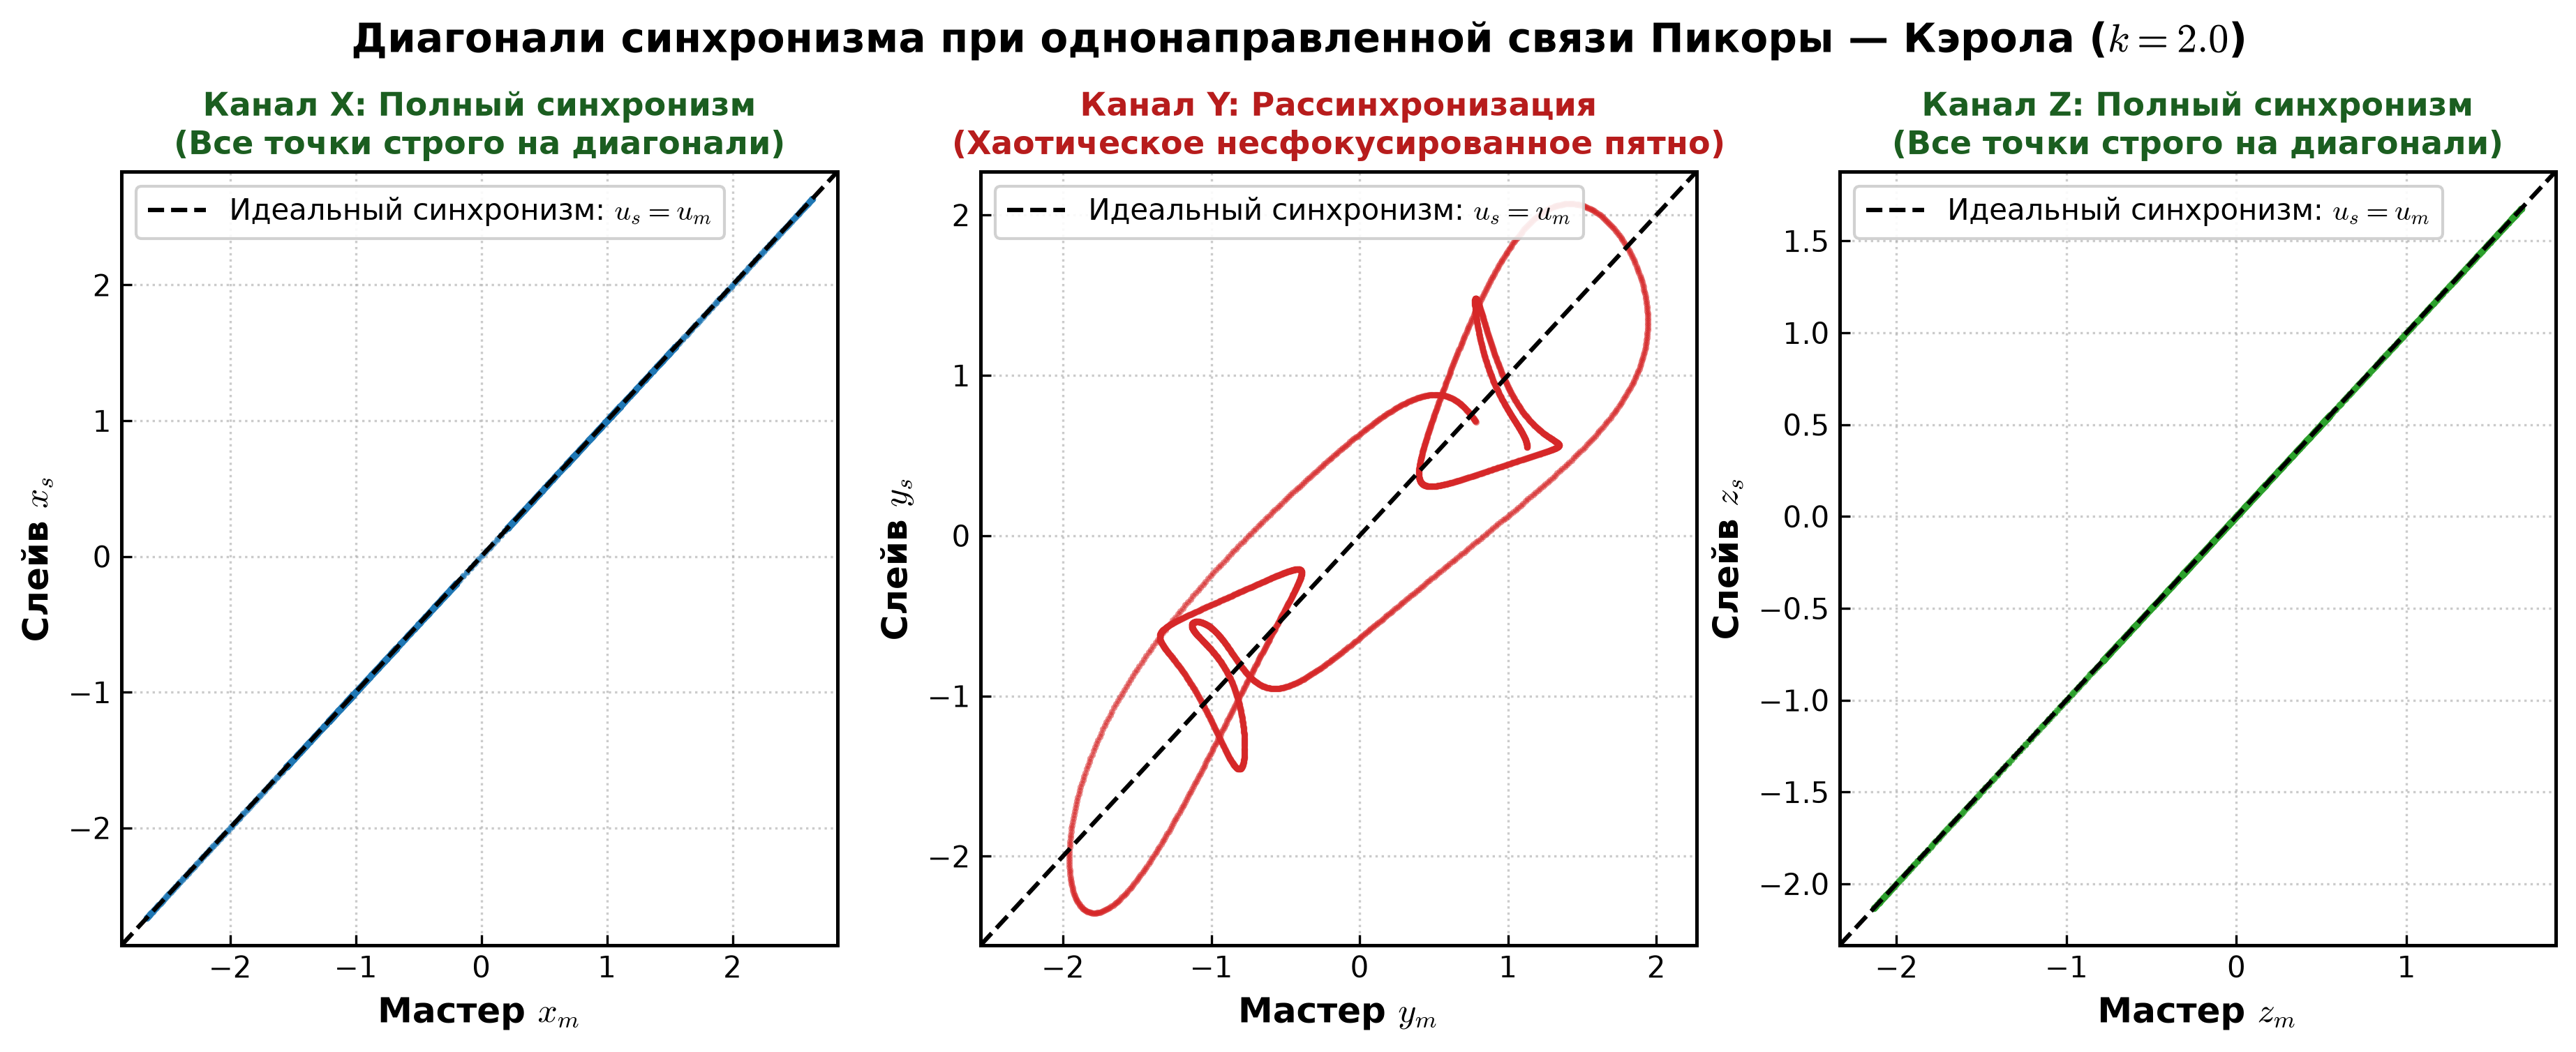 Диагонали синхронизма при однонаправленной связи Пикоры — Кэрола (k = 2.0)
Канал X: Полный синхронизм
(Все точки строго на диагонали)
Идеальный синхронизм: u_s = u_m
2
1
0
−1
−2
−2 −1 0 1 2
Слейв x_s
Мастер x_m
Канал Y: Рассинхронизация
(Хаотическое несфокусированное пятно)
Идеальный синхронизм: u_s = u_m
2
1
0
−1
−2
−2 −1 0 1 2
Слейв y_s
Мастер y_m
Канал Z: Полный синхронизм
(Все точки строго на диагонали)
Идеальный синхронизм: u_s = u_m
1.5
1.0
0.5
0.0
−0.5
−1.0
−1.5
−2.0
−2 −1 0 1
Слейв z_s
Мастер z_m